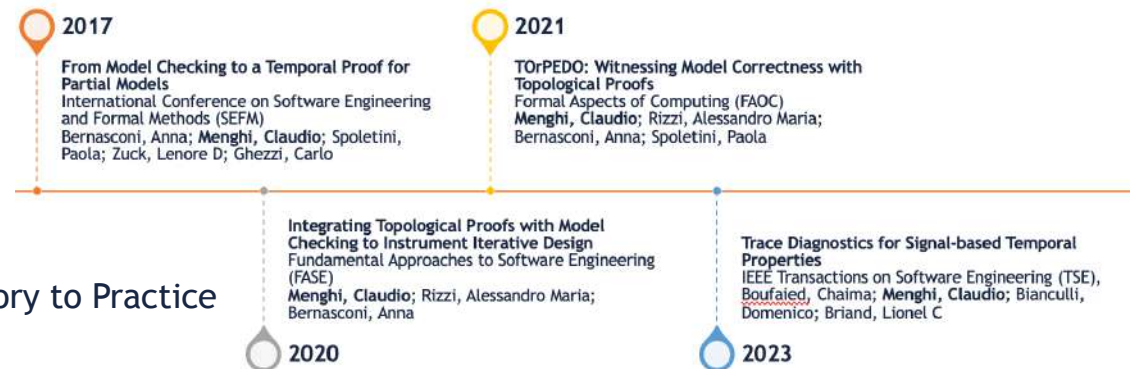 2017
From Model Checking to a Temporal Proof for
Partial Models
International Conference on Software Engineering
and Formal Methods (SEFM)
Bernasconi, Anna; Menghi, Claudio; Spoletini,
Paola; Zuck, Lenore D; Ghezzi, Carlo
2021
TOrPEDO: Witnessing Model Correctness with
Topological Proofs
Formal Aspects of Computing (FAOC)
Menghi, Claudio; Rizzi, Alessandro Maria;
Bernasconi, Anna; Spoletini, Paola
ory to Practice
Integrating Topological Proofs with Model
Checking to Instrument Iterative Design
Fundamental Approaches to Software Engineering
(FASE)
Menghi, Claudio; Rizzi, Alessandro Maria;
Bernasconi, Anna
2020
Trace Diagnostics for Signal-based Temporal
Properties
IEEE Transactions on Software Engineering (TSE),
Boufaied, Chaima; Menghi, Claudio; Bianculli,
Domenico; Briand, Lionel C
2023